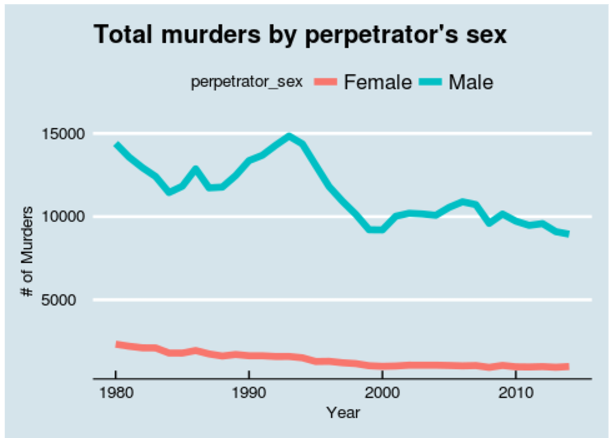 Total murders by perpetrator's sex
perpetrator_sex Female Male
15000
10000
5000
# of Murders
1980 1990 2000 2010
Year